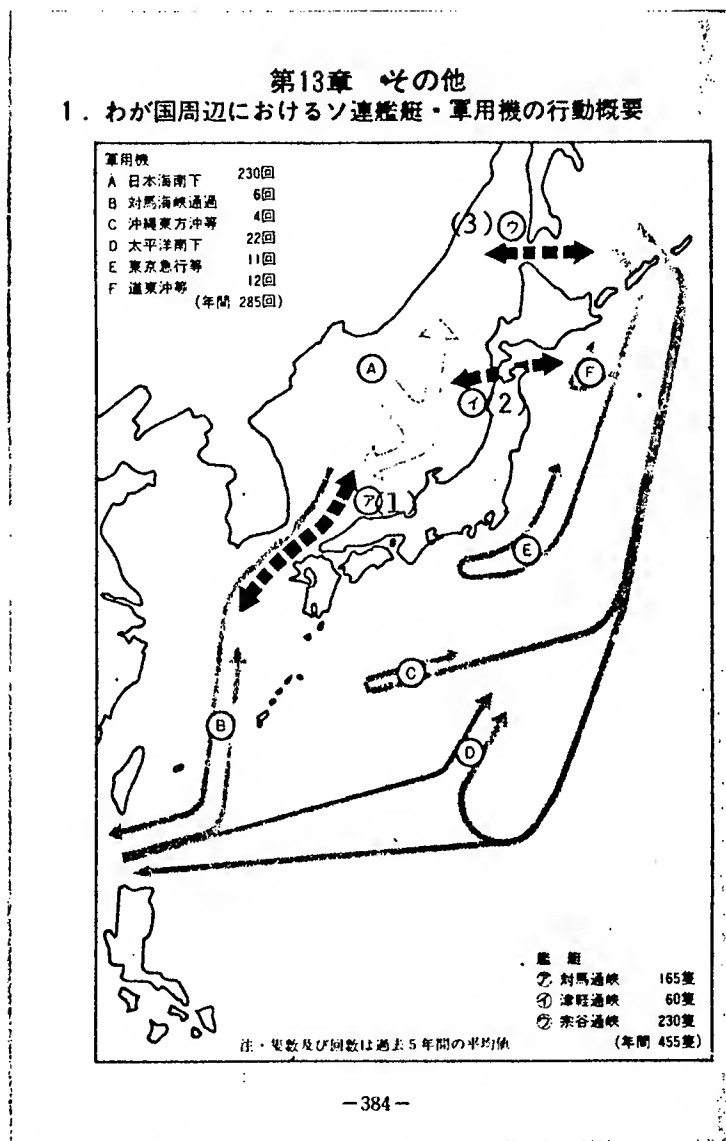 第13章 その他
1．わが国周辺におけるソ連艦艇・軍用機の行動概要
軍用機
A 日本海南下 230回
B 対馬海峡通過 6回
C 沖縄東方沖等 4回
D 太平洋南下 22回
E 東京急行等 11回
F 道東沖等 12回
(年間 285回)
(3)㋒
A
F
㋑(2)
㋐(1)
E
C
B
D
艦艇
㋐ 対馬通峡 165隻
㋑ 津軽通峡 60隻
㋒ 宗谷通峡 230隻
(年間 455隻)
注・隻数及び回数は過去5年間の平均値
−384−